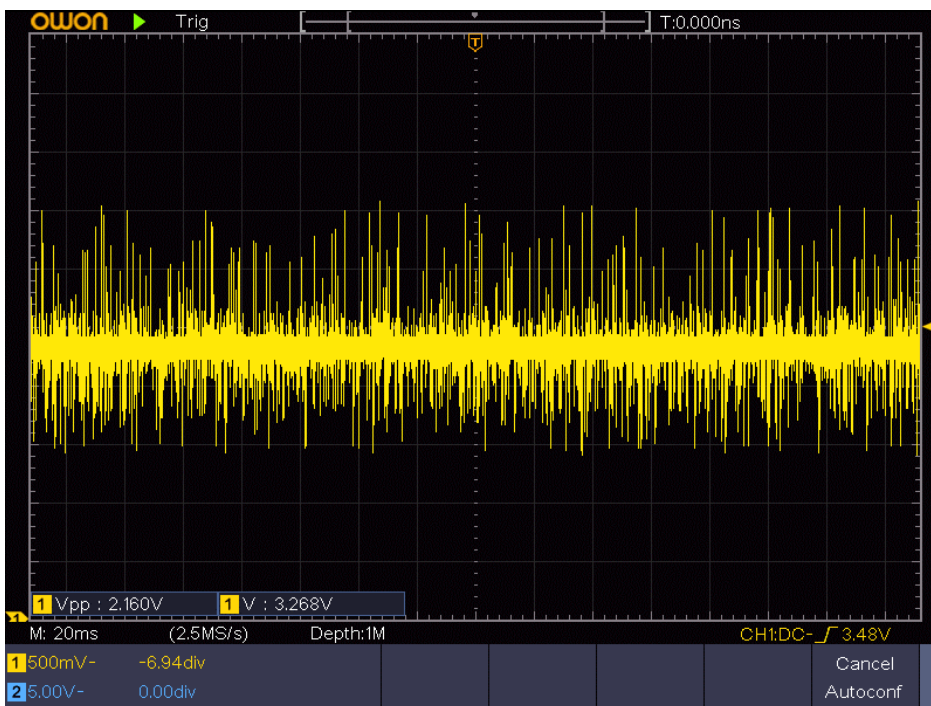 OWON Trig T:0.000ns
T
1 Vpp : 2.160V 1 V : 3.268V
1
M: 20ms (2.5MS/s) Depth:1M CH1:DC- 3.48V
1 500mV- -6.94div Cancel
2 5.00V- 0.00div Autoconf